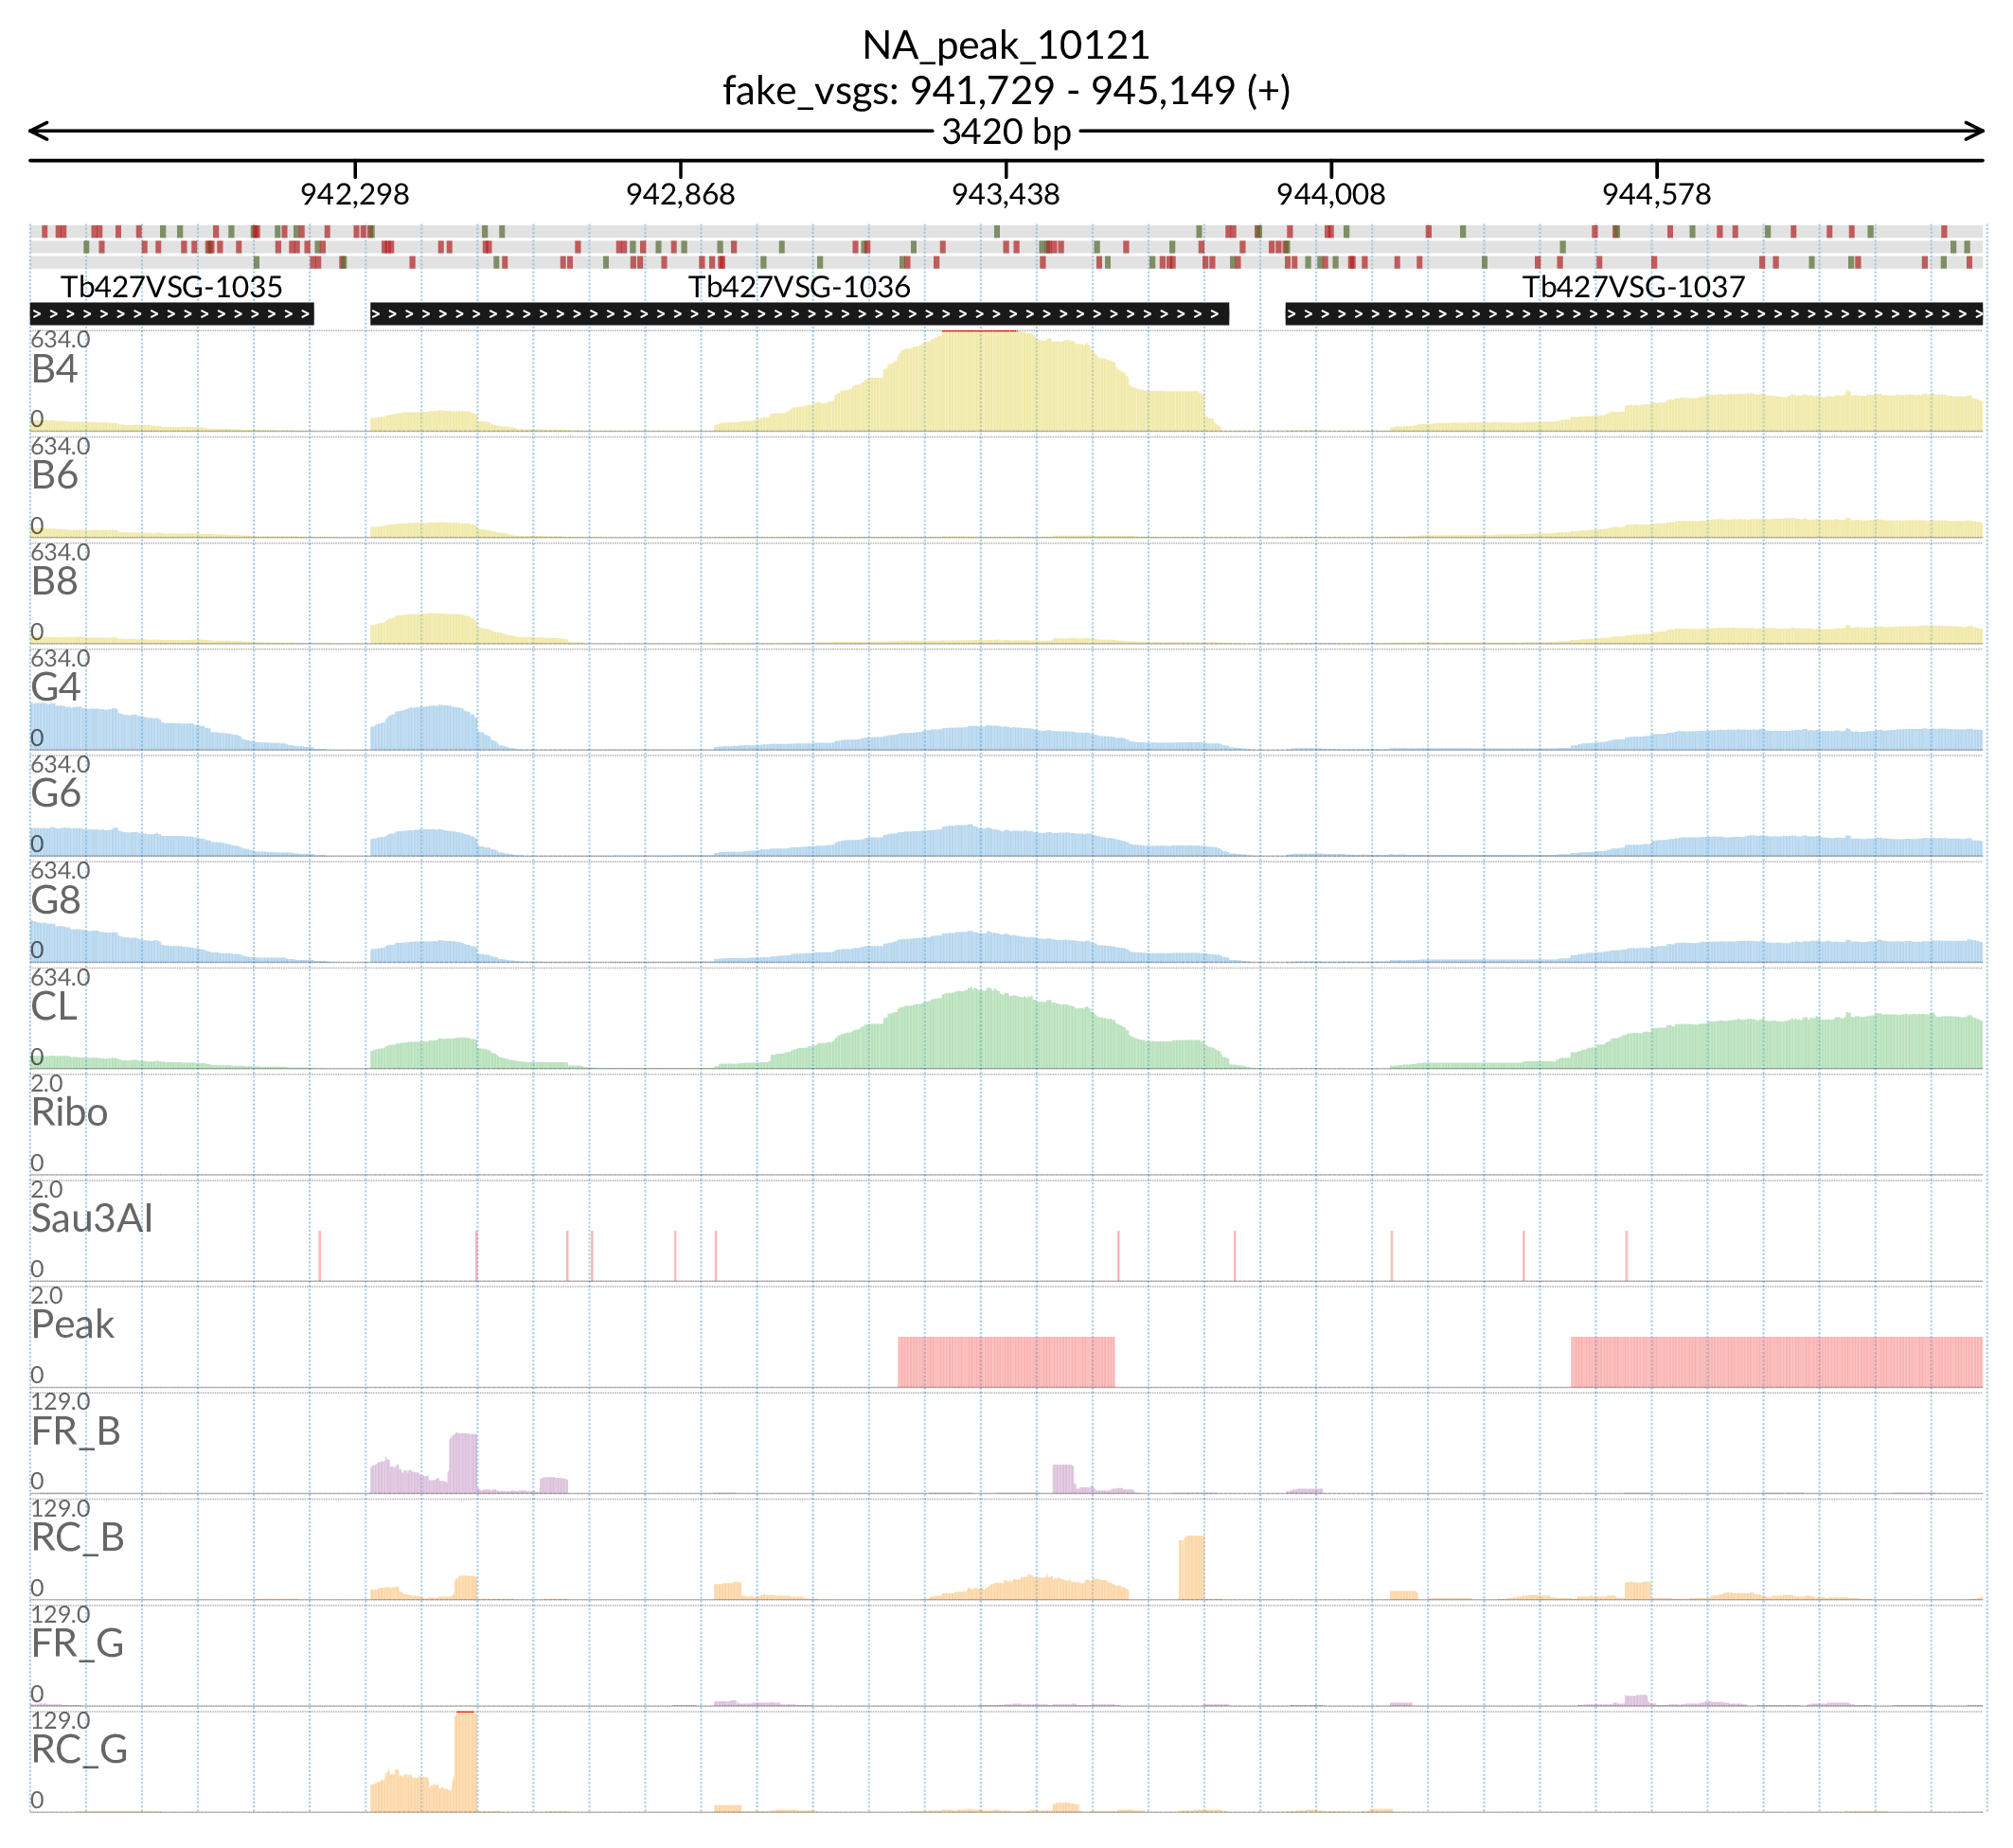 NA_peak_10121
fake_vsgs: 941,729 - 945,149 (+)
3420 bp
942,298 942,868 943,438 944,008 944,578
Tb427VSG-1035 Tb427VSG-1036 Tb427VSG-1037
634.0
B4
0
634.0
B6
0
634.0
B8
0
634.0
G4
0
634.0
G6
0
634.0
G8
0
634.0
CL
0
2.0
Ribo
0
2.0
Sau3AI
0
2.0
Peak
0
129.0
FR_B
0
129.0
RC_B
0
129.0
FR_G
0
129.0
RC_G
0